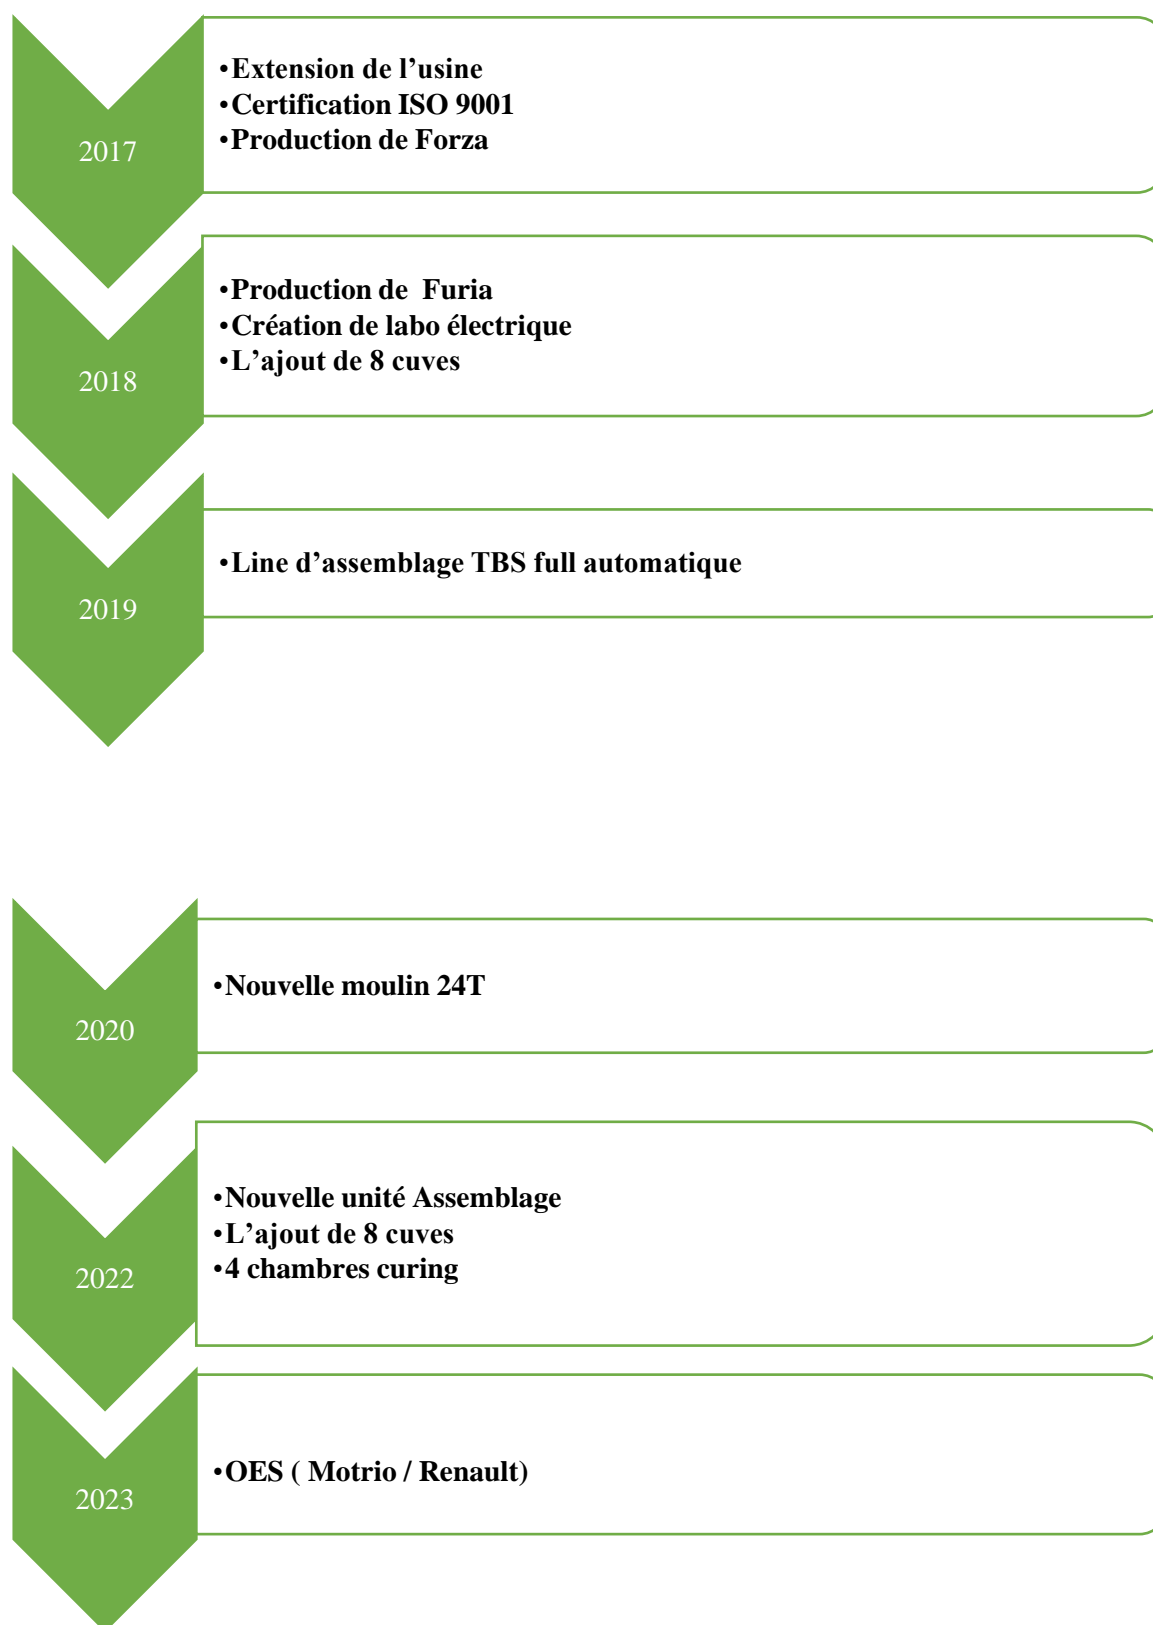 2017
•Extension de l’usine
•Certification ISO 9001
•Production de Forza
2018
•Production de  Furia
•Création de labo électrique
•L’ajout de 8 cuves
2019
•Line d’assemblage TBS full automatique
2020
•Nouvelle moulin 24T
2022
•Nouvelle unité Assemblage
•L’ajout de 8 cuves
•4 chambres curing
2023
•OES ( Motrio / Renault)